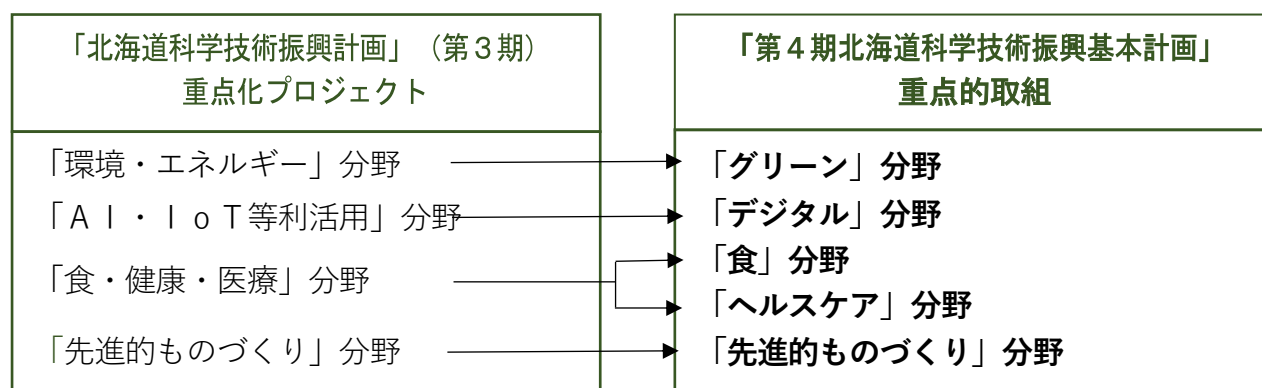 「北海道科学技術振興計画」（第３期）
重点化プロジェクト
「環境・エネルギー」分野
「ＡＩ・ＩｏＴ等利活用」分野
「食・健康・医療」分野
「先進的ものづくり」分野
「第４期北海道科学技術振興基本計画」
重点的取組
「グリーン」分野
「デジタル」分野
「食」分野
「ヘルスケア」分野
「先進的ものづくり」分野